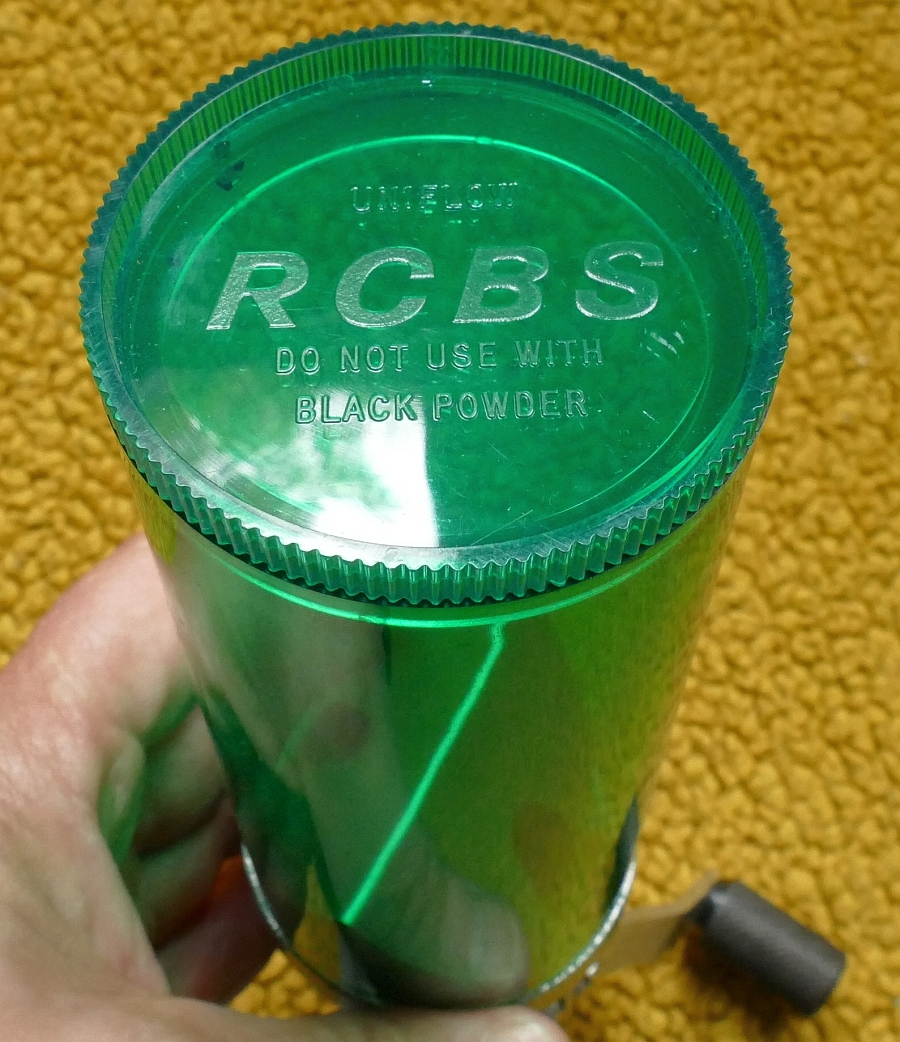 UNIFLOW
RCBS
DO NOT USE WITH
BLACK POWDER